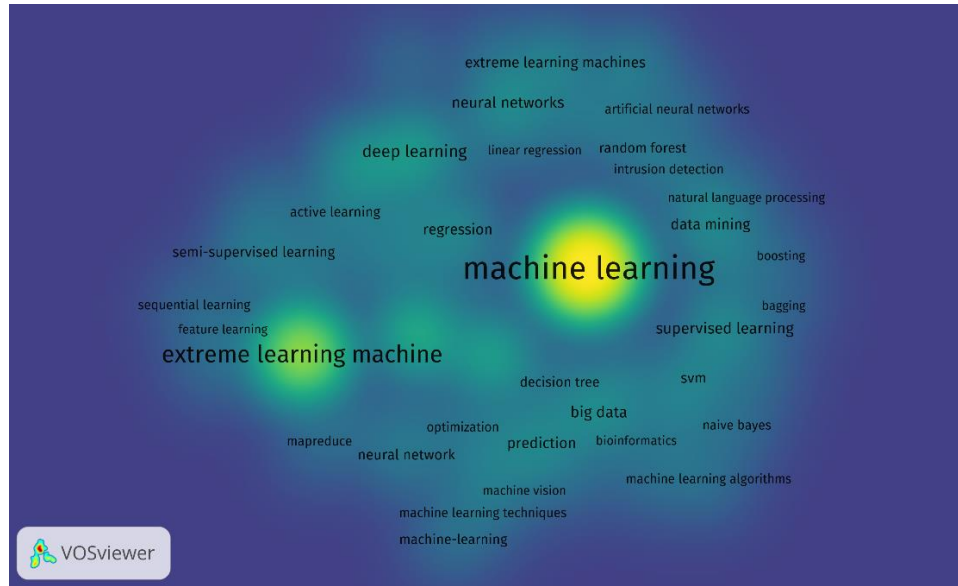 extreme learning machines
neural networks
artificial neural networks
deep learning
linear regression
random forest
intrusion detection
natural language processing
active learning
regression
data mining
semi-supervised learning
boosting
machine learning
sequential learning
bagging
feature learning
supervised learning
extreme learning machine
decision tree
svm
big data
optimization
naive bayes
mapreduce
prediction
bioinformatics
neural network
machine learning algorithms
machine vision
machine learning techniques
machine-learning
VOSviewer